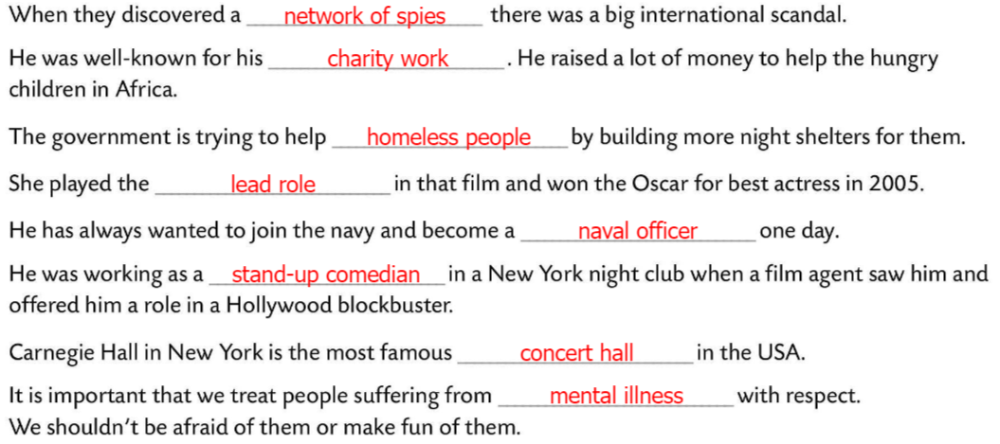 When they discovered a network of spies there was a big international scandal.
He was well-known for his charity work. He raised a lot of money to help the hungry
children in Africa.
The government is trying to help homeless people by building more night shelters for them.
She played the lead role in that film and won the Oscar for best actress in 2005.
He has always wanted to join the navy and become a naval officer one day.
He was working as a stand-up comedian in a New York night club when a film agent saw him and
offered him a role in a Hollywood blockbuster.
Carnegie Hall in New York is the most famous concert hall in the USA.
It is important that we treat people suffering from mental illness with respect.
We shouldn't be afraid of them or make fun of them.